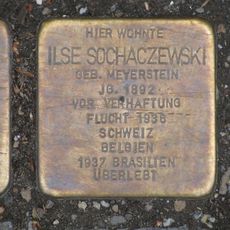 HIER WOHNTE
ILSE SOCHACZEWSKI
GEB. MEYERSTEIN
JG. 1892
VOR VERHAFTUNG
FLUCHT 1936
SCHWEIZ
BELGIEN
1937 BRASILIEN
ÜBERLEBT